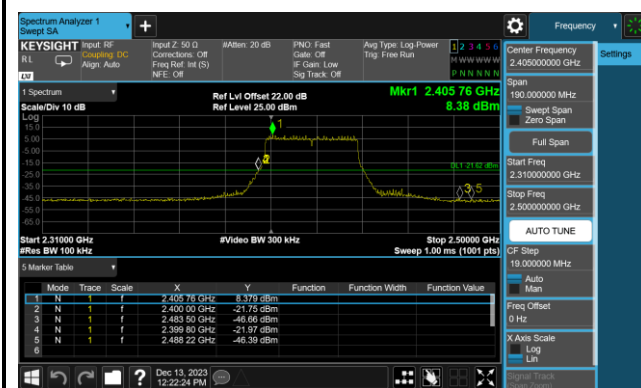 Spectrum Analyzer 1
Swept SA
+
Frequency
KEYSIGHT
RL
Input: RF
Coupling: DC
Align: Auto
Input Z: 50 Ω
Corrections: Off
Freq Ref: Int (S)
NFE: Off
#Atten: 20 dB
PNO: Fast
Gate: Off
IF Gain: Low
Sig Track: Off
Avg Type: Log-Power
Trig: Free Run
1 2 3 4 5 6
M W W W W W
P N N N N N
1 Spectrum
Scale/Div 10 dB
Ref Lvl Offset 22.00 dB
Ref Level 25.00 dBm
Mkr1 2.405 76 GHz
8.38 dBm
Log
15.0
5.00
-5.00
-15.0
-25.0
-35.0
-45.0
-55.0
-65.0
1
DL1 -21.62 dBm
3 5
Start 2.31000 GHz
#Res BW 100 kHz
#Video BW 300 kHz
Stop 2.50000 GHz
Sweep 1.00 ms (1001 pts)
5 Marker Table
Mode Trace Scale X Y Function Function Width Function Value
1 N 1 f 2.405 76 GHz 8.379 dBm
2 N 1 f 2.400 00 GHz -21.75 dBm
3 N 1 f 2.483 50 GHz -46.66 dBm
4 N 1 f 2.399 80 GHz -21.97 dBm
5 N 1 f 2.488 22 GHz -46.39 dBm
6
Center Frequency
2.405000000 GHz
Settings
Span
190.000000 MHz
Swept Span
Zero Span
Full Span
Start Freq
2.310000000 GHz
Stop Freq
2.500000000 GHz
AUTO TUNE
CF Step
19.000000 MHz
Auto
Man
Freq Offset
0 Hz
X Axis Scale
Log
Lin
Signal Track
(Span Zoom)
?
Dec 13, 2023
12:22:24 PM